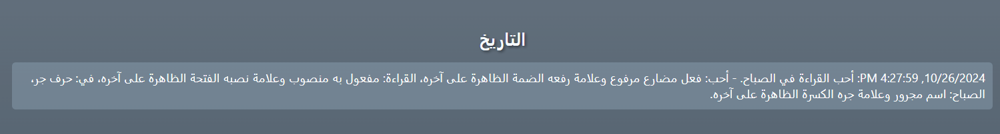 التاريخ
10/26/2024, 4:27:59 PM: أحب القراءة في الصباح. - أحب: فعل مضارع مرفوع وعلامة رفعه الضمة الظاهرة على آخره، القراءة: مفعول به منصوب وعلامة نصبه الفتحة الظاهرة على آخره، في: حرف جر،
الصباح: اسم مجرور وعلامة جره الكسرة الظاهرة على آخره.